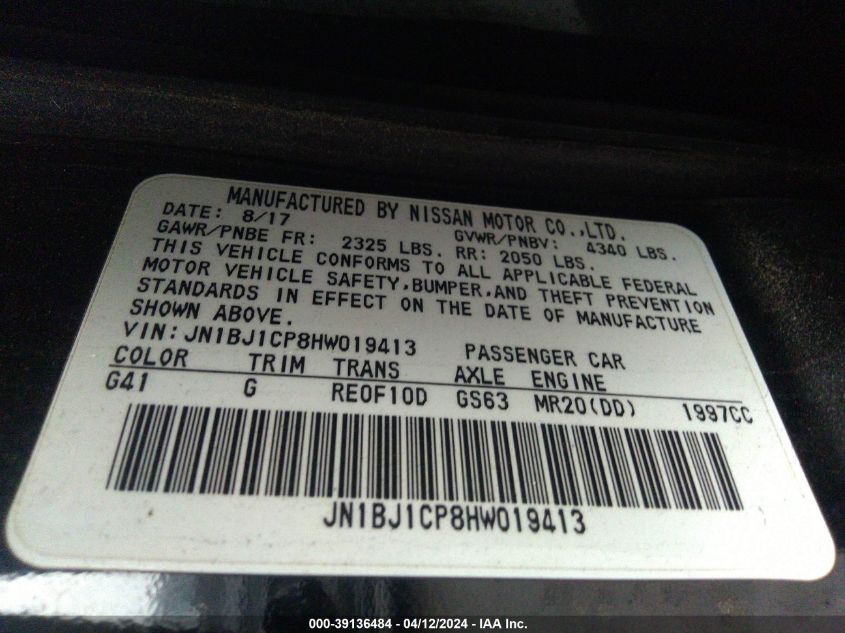 MANUFACTURED BY NISSAN MOTOR CO.,LTD.
DATE: 8/17 GVWR/PNBV: 4340 LBS.
GAWR/PNBE FR: 2325 LBS. RR: 2050 LBS.
THIS VEHICLE CONFORMS TO ALL APPLICABLE FEDERAL
MOTOR VEHICLE SAFETY,BUMPER,AND THEFT PREVENTION
STANDARDS IN EFFECT ON THE DATE OF MANUFACTURE
SHOWN ABOVE.
VIN: JN1BJ1CP8HW019413 PASSENGER CAR
COLOR TRIM TRANS AXLE ENGINE
G41 G RE0F10D GS63 MR20(DD) 1997CC
JN1BJ1CP8HW019413
000-39136484 - 04/12/2024 - IAA Inc.